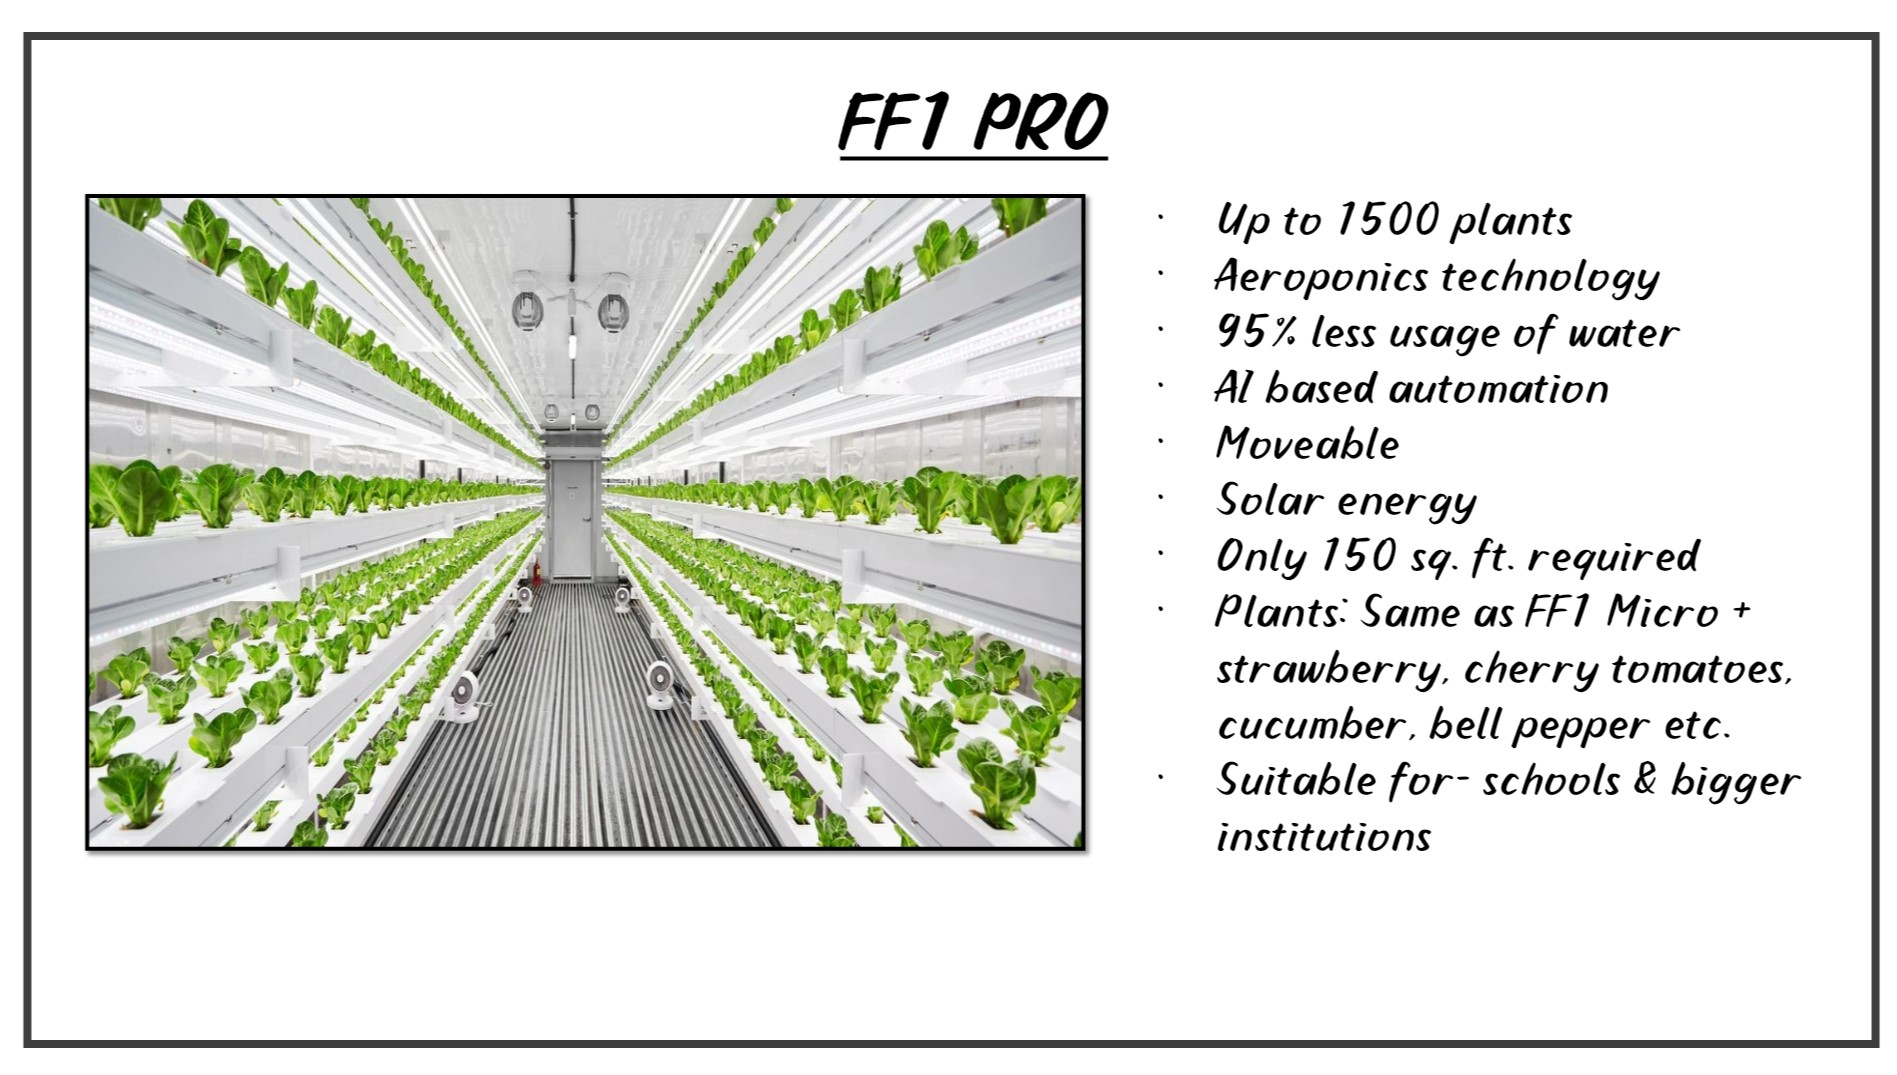 FF1 PRO
· Up to 1500 plants
· Aeroponics technology
· 95% less usage of water
· AI based automation
· Moveable
· Solar energy
· Only 150 sq. ft. required
· Plants: Same as FF1 Micro +
strawberry, cherry tomatoes,
cucumber, bell pepper etc.
· Suitable for- schools & bigger
institutions